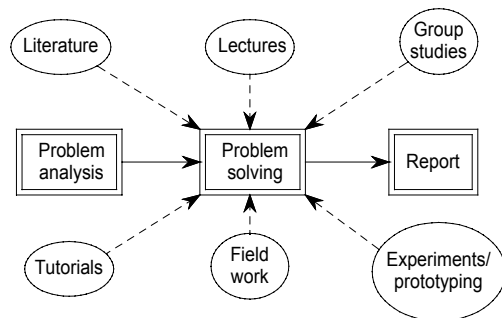 Literature
Lectures
Group
studies
Problem
analysis
Problem
solving
Report
Tutorials
Field
work
Experiments/
prototyping